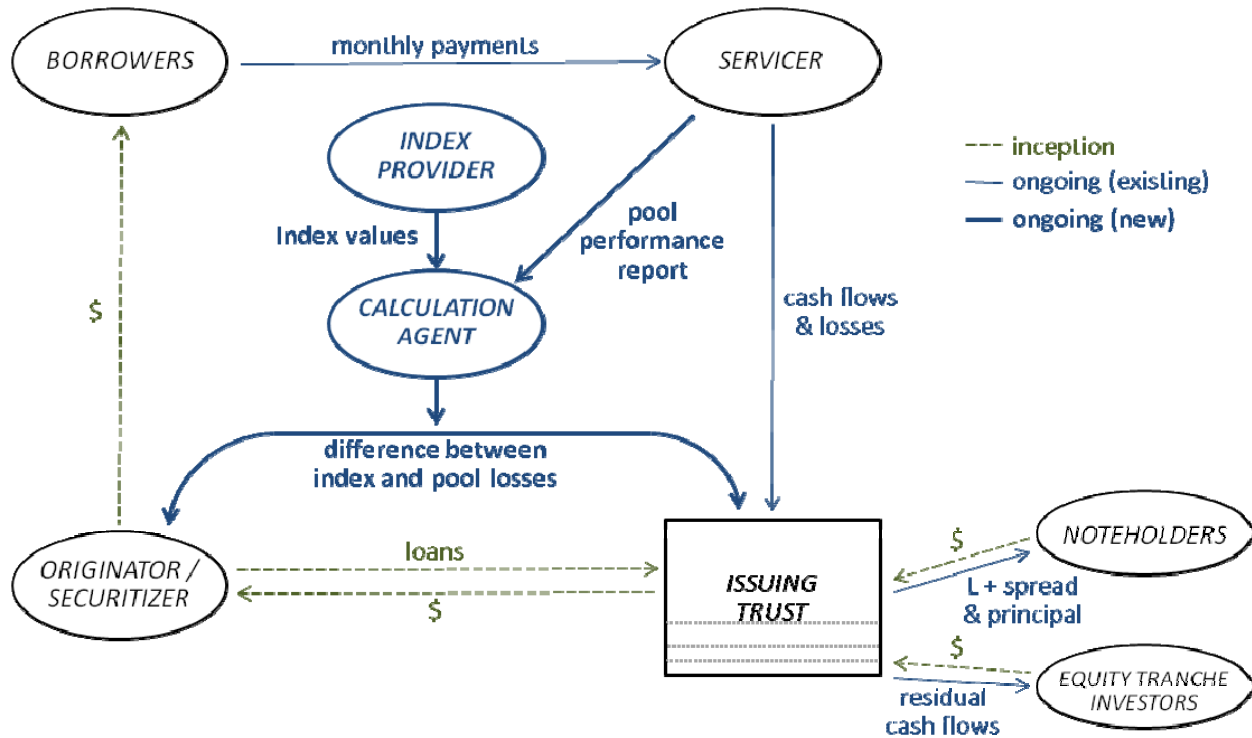 BORROWERS
monthly payments
SERVICER
INDEX
PROVIDER
Index values
pool
performance
report
inception
ongoing (existing)
ongoing (new)
CALCULATION
AGENT
cash flows
& losses
$
difference between
index and pool losses
ORIGINATOR /
SECURITIZER
loans
$
ISSUING
TRUST
$
NOTEHOLDERS
L + spread
& principal
$
EQUITY TRANCHE
INVESTORS
residual
cash flows